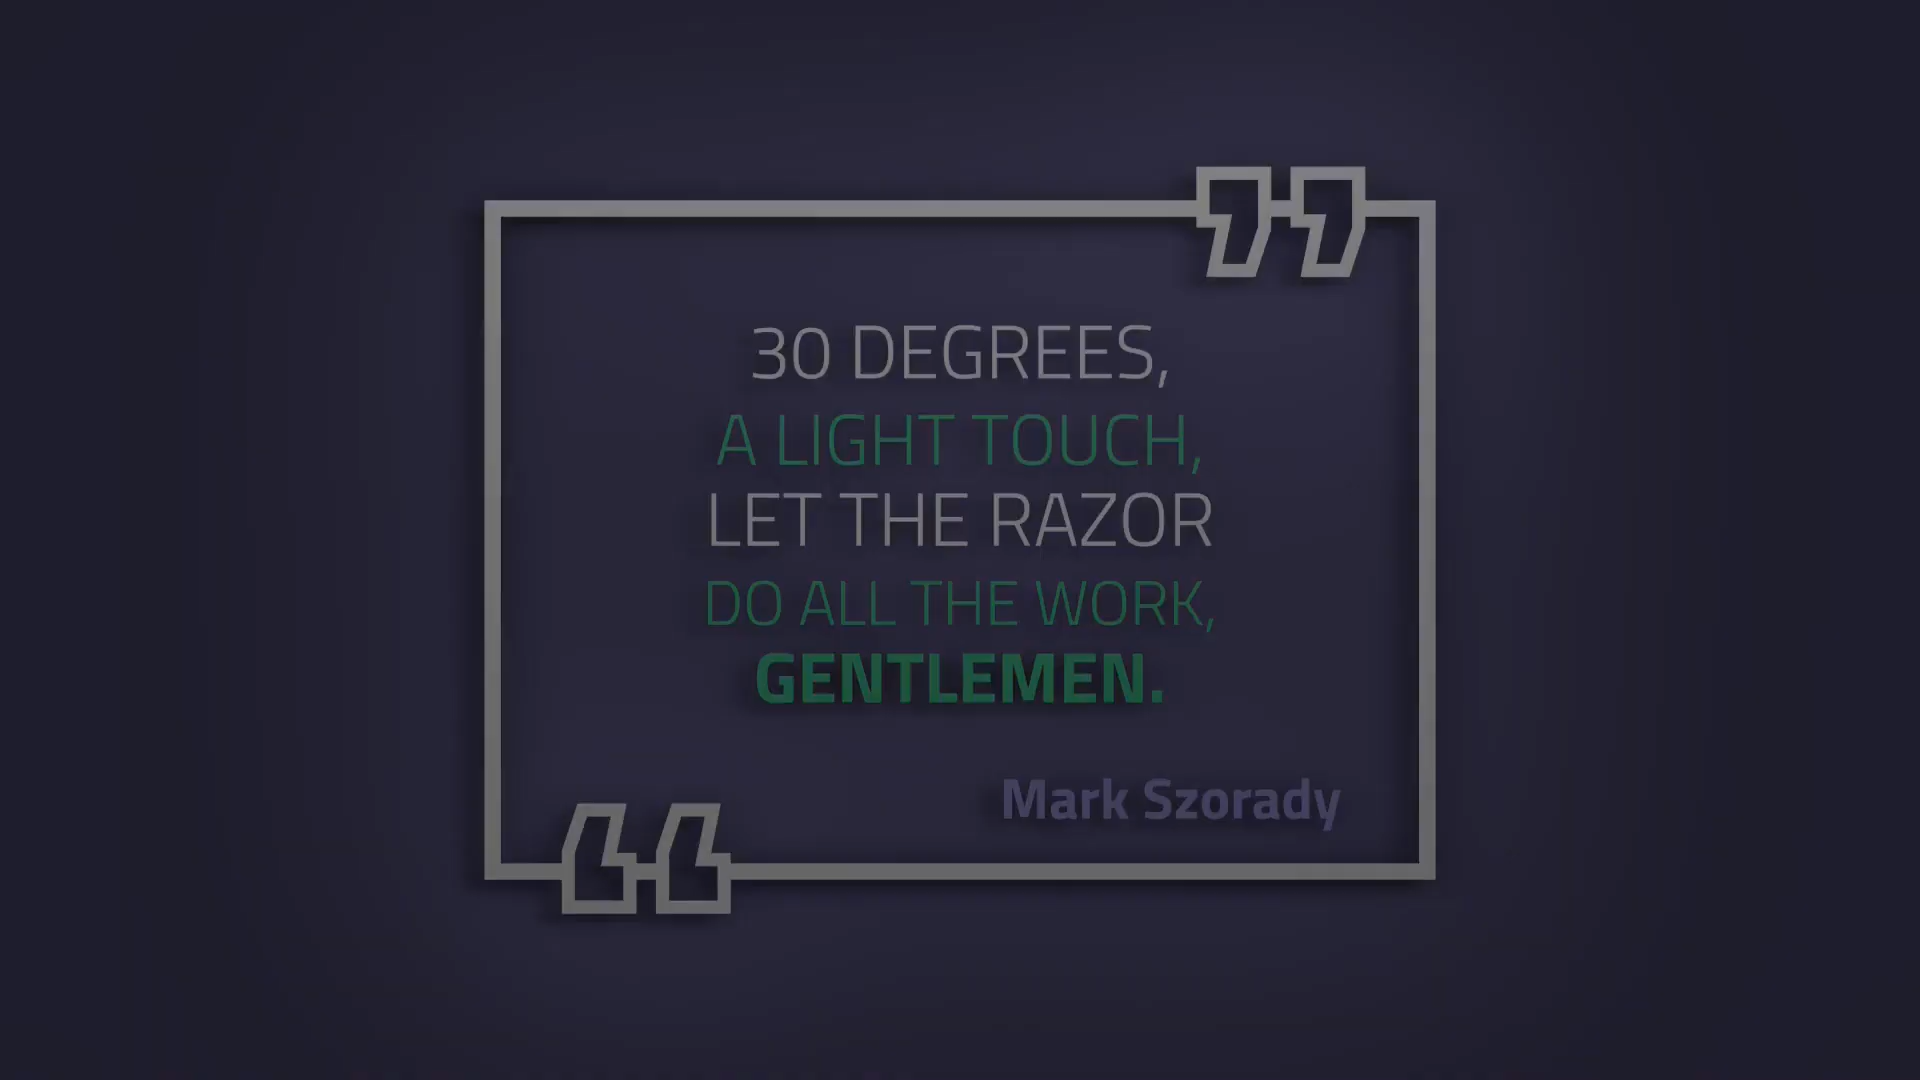 30 DEGREES,
A LIGHT TOUCH,
LET THE RAZOR
DO ALL THE WORK,
GENTLEMEN.
Mark Szorady